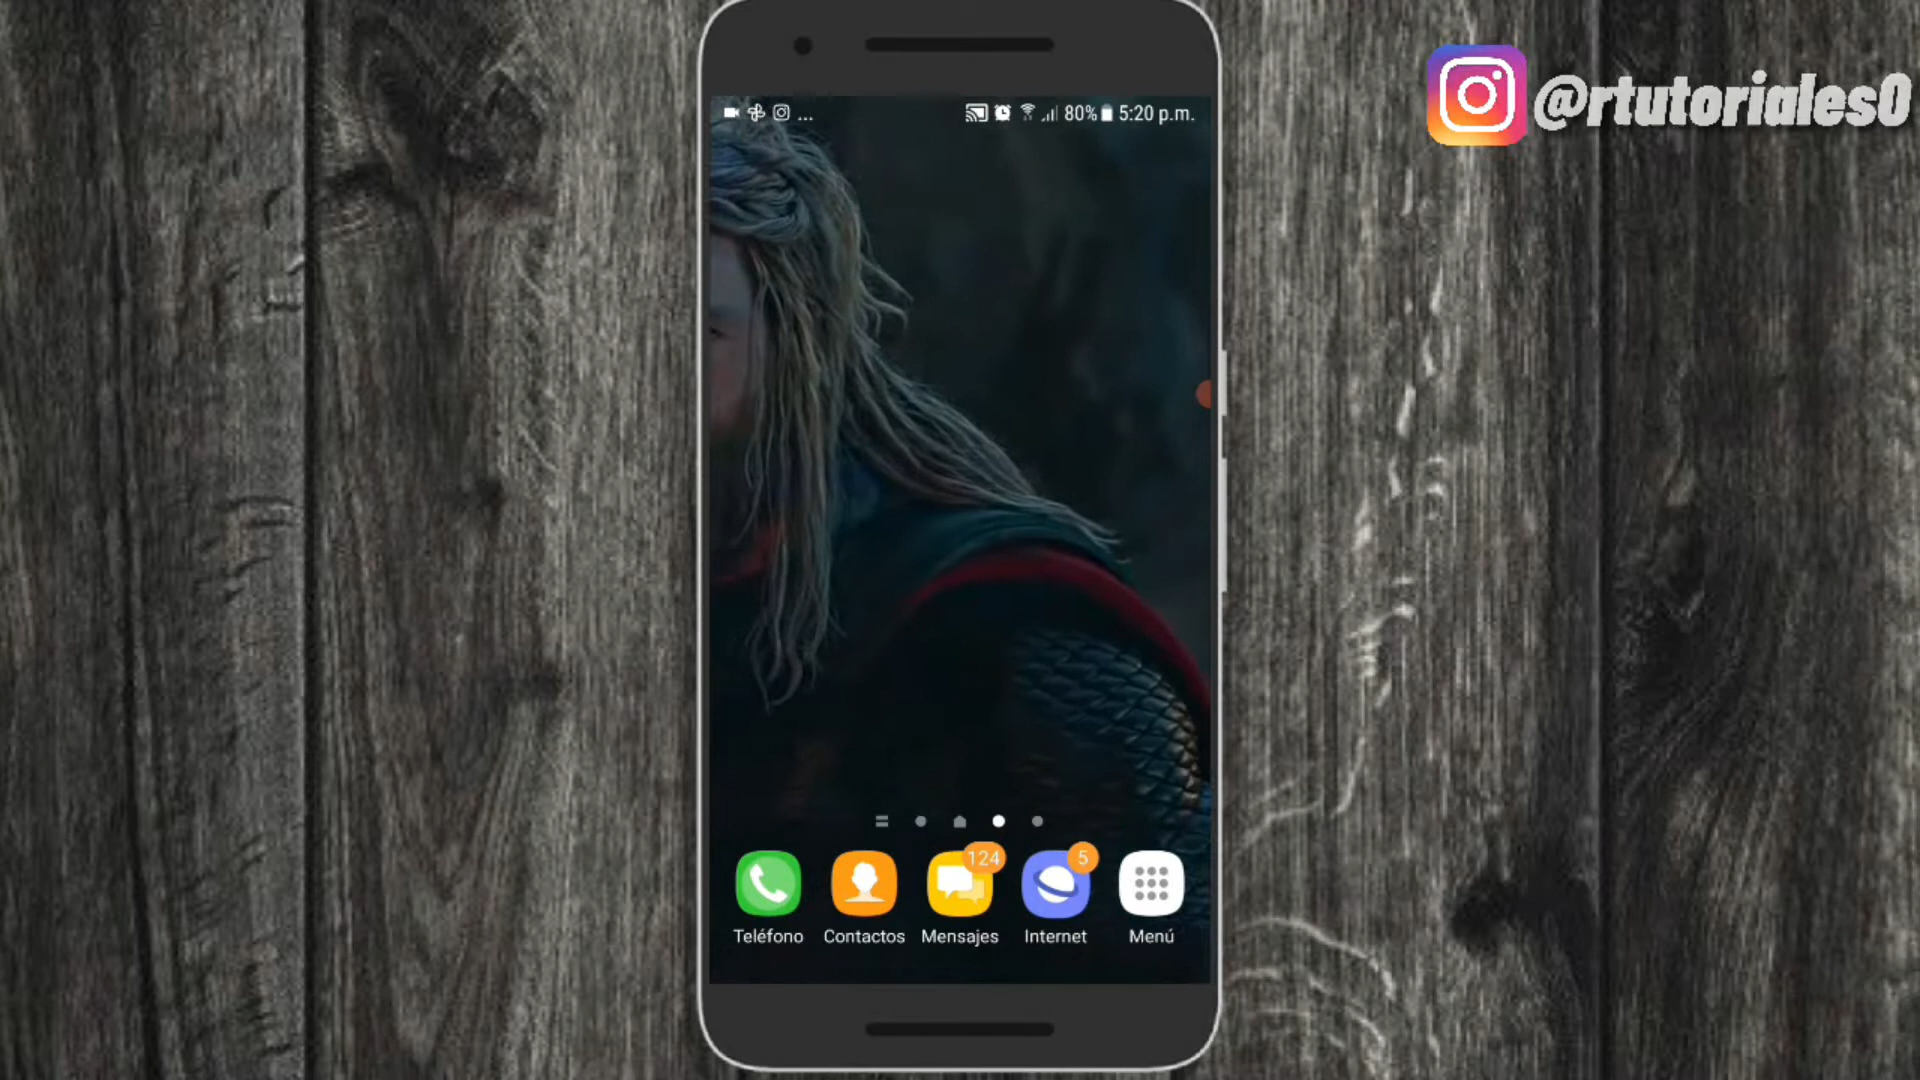 @rtutoriales0
... 80% 5:20 p.m.
124 5
Teléfono Contactos Mensajes Internet Menú